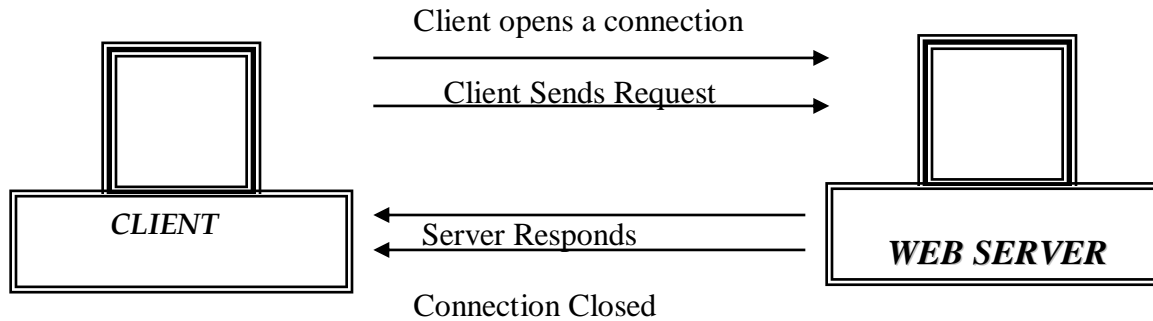 Client opens a connection
Client Sends Request
CLIENT
Server Responds
WEB SERVER
Connection Closed